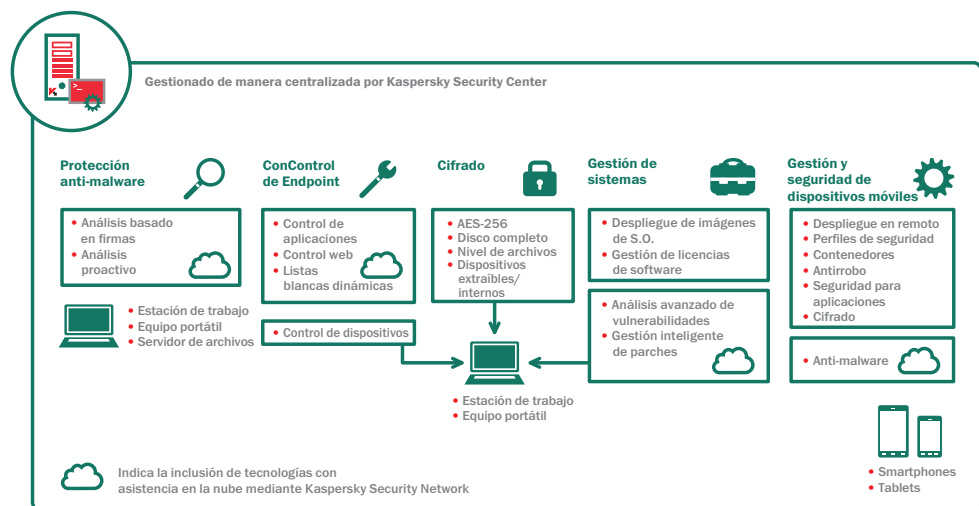 Gestionado de manera centralizada por Kaspersky Security Center
Protección
anti-malware
• Análisis basado
en firmas
• Análisis
proactivo
• Estación de trabajo
• Equipo portátil
• Servidor de archivos
ConControl
de Endpoint
• Control de
aplicaciones
• Control web
• Listas
blancas dinámicas
• Control de dispositivos
Cifrado
• AES-256
• Disco completo
• Nivel de archivos
• Dispositivos
extraíbles/
internos
• Estación de trabajo
• Equipo portátil
Gestión de
sistemas
• Despliegue de imágenes
de S.O.
• Gestión de licencias
de software
• Análisis avanzado de
vulnerabilidades
• Gestión inteligente
de parches
Gestión y
seguridad de
dispositivos móviles
• Despliegue en remoto
• Perfiles de seguridad
• Contenedores
• Antirrobo
• Seguridad para
aplicaciones
• Cifrado
• Anti-malware
• Smartphones
• Tablets
Indica la inclusión de tecnologías con
asistencia en la nube mediante Kaspersky Security Network